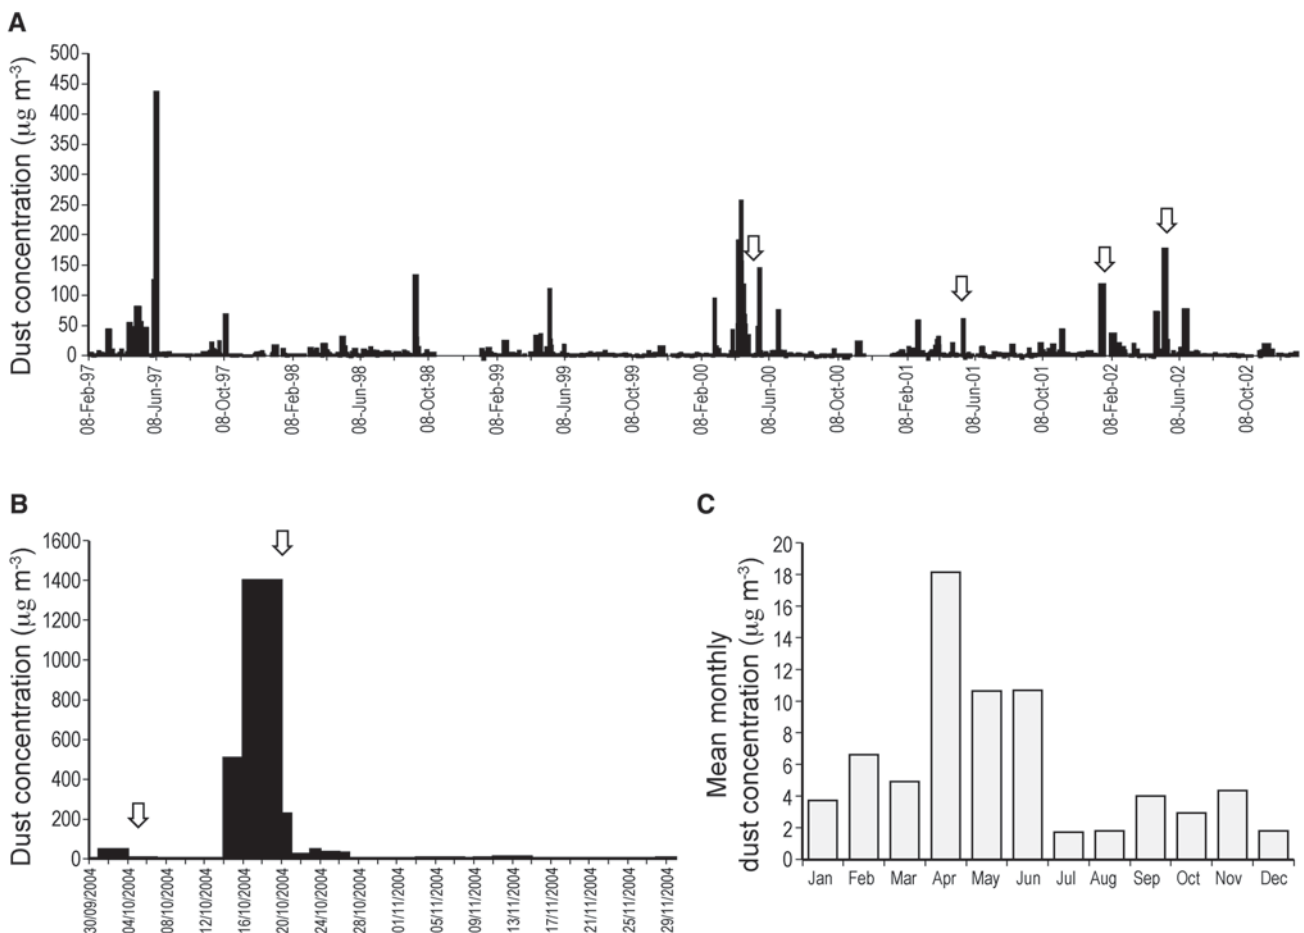 A
Dust concentration (μg m-3)
500
450
400
350
300
250
200
150
100
50
0
08-Feb-97
08-Jun-97
08-Oct-97
08-Feb-98
08-Jun-98
08-Oct-98
08-Feb-99
08-Jun-99
08-Oct-99
08-Feb-00
08-Jun-00
08-Oct-00
08-Feb-01
08-Jun-01
08-Oct-01
08-Feb-02
08-Jun-02
08-Oct-02
B
Dust concentration (μg m-3)
1600
1400
1200
1000
800
600
400
200
0
30/09/2004
04/10/2004
08/10/2004
12/10/2004
16/10/2004
20/10/2004
24/10/2004
28/10/2004
01/11/2004
05/11/2004
09/11/2004
13/11/2004
17/11/2004
21/11/2004
25/11/2004
29/11/2004
C
Mean monthly
dust concentration (μg m-3)
20
18
16
14
12
10
8
6
4
2
0
Jan Feb Mar Apr May Jun Jul Aug Sep Oct Nov Dec